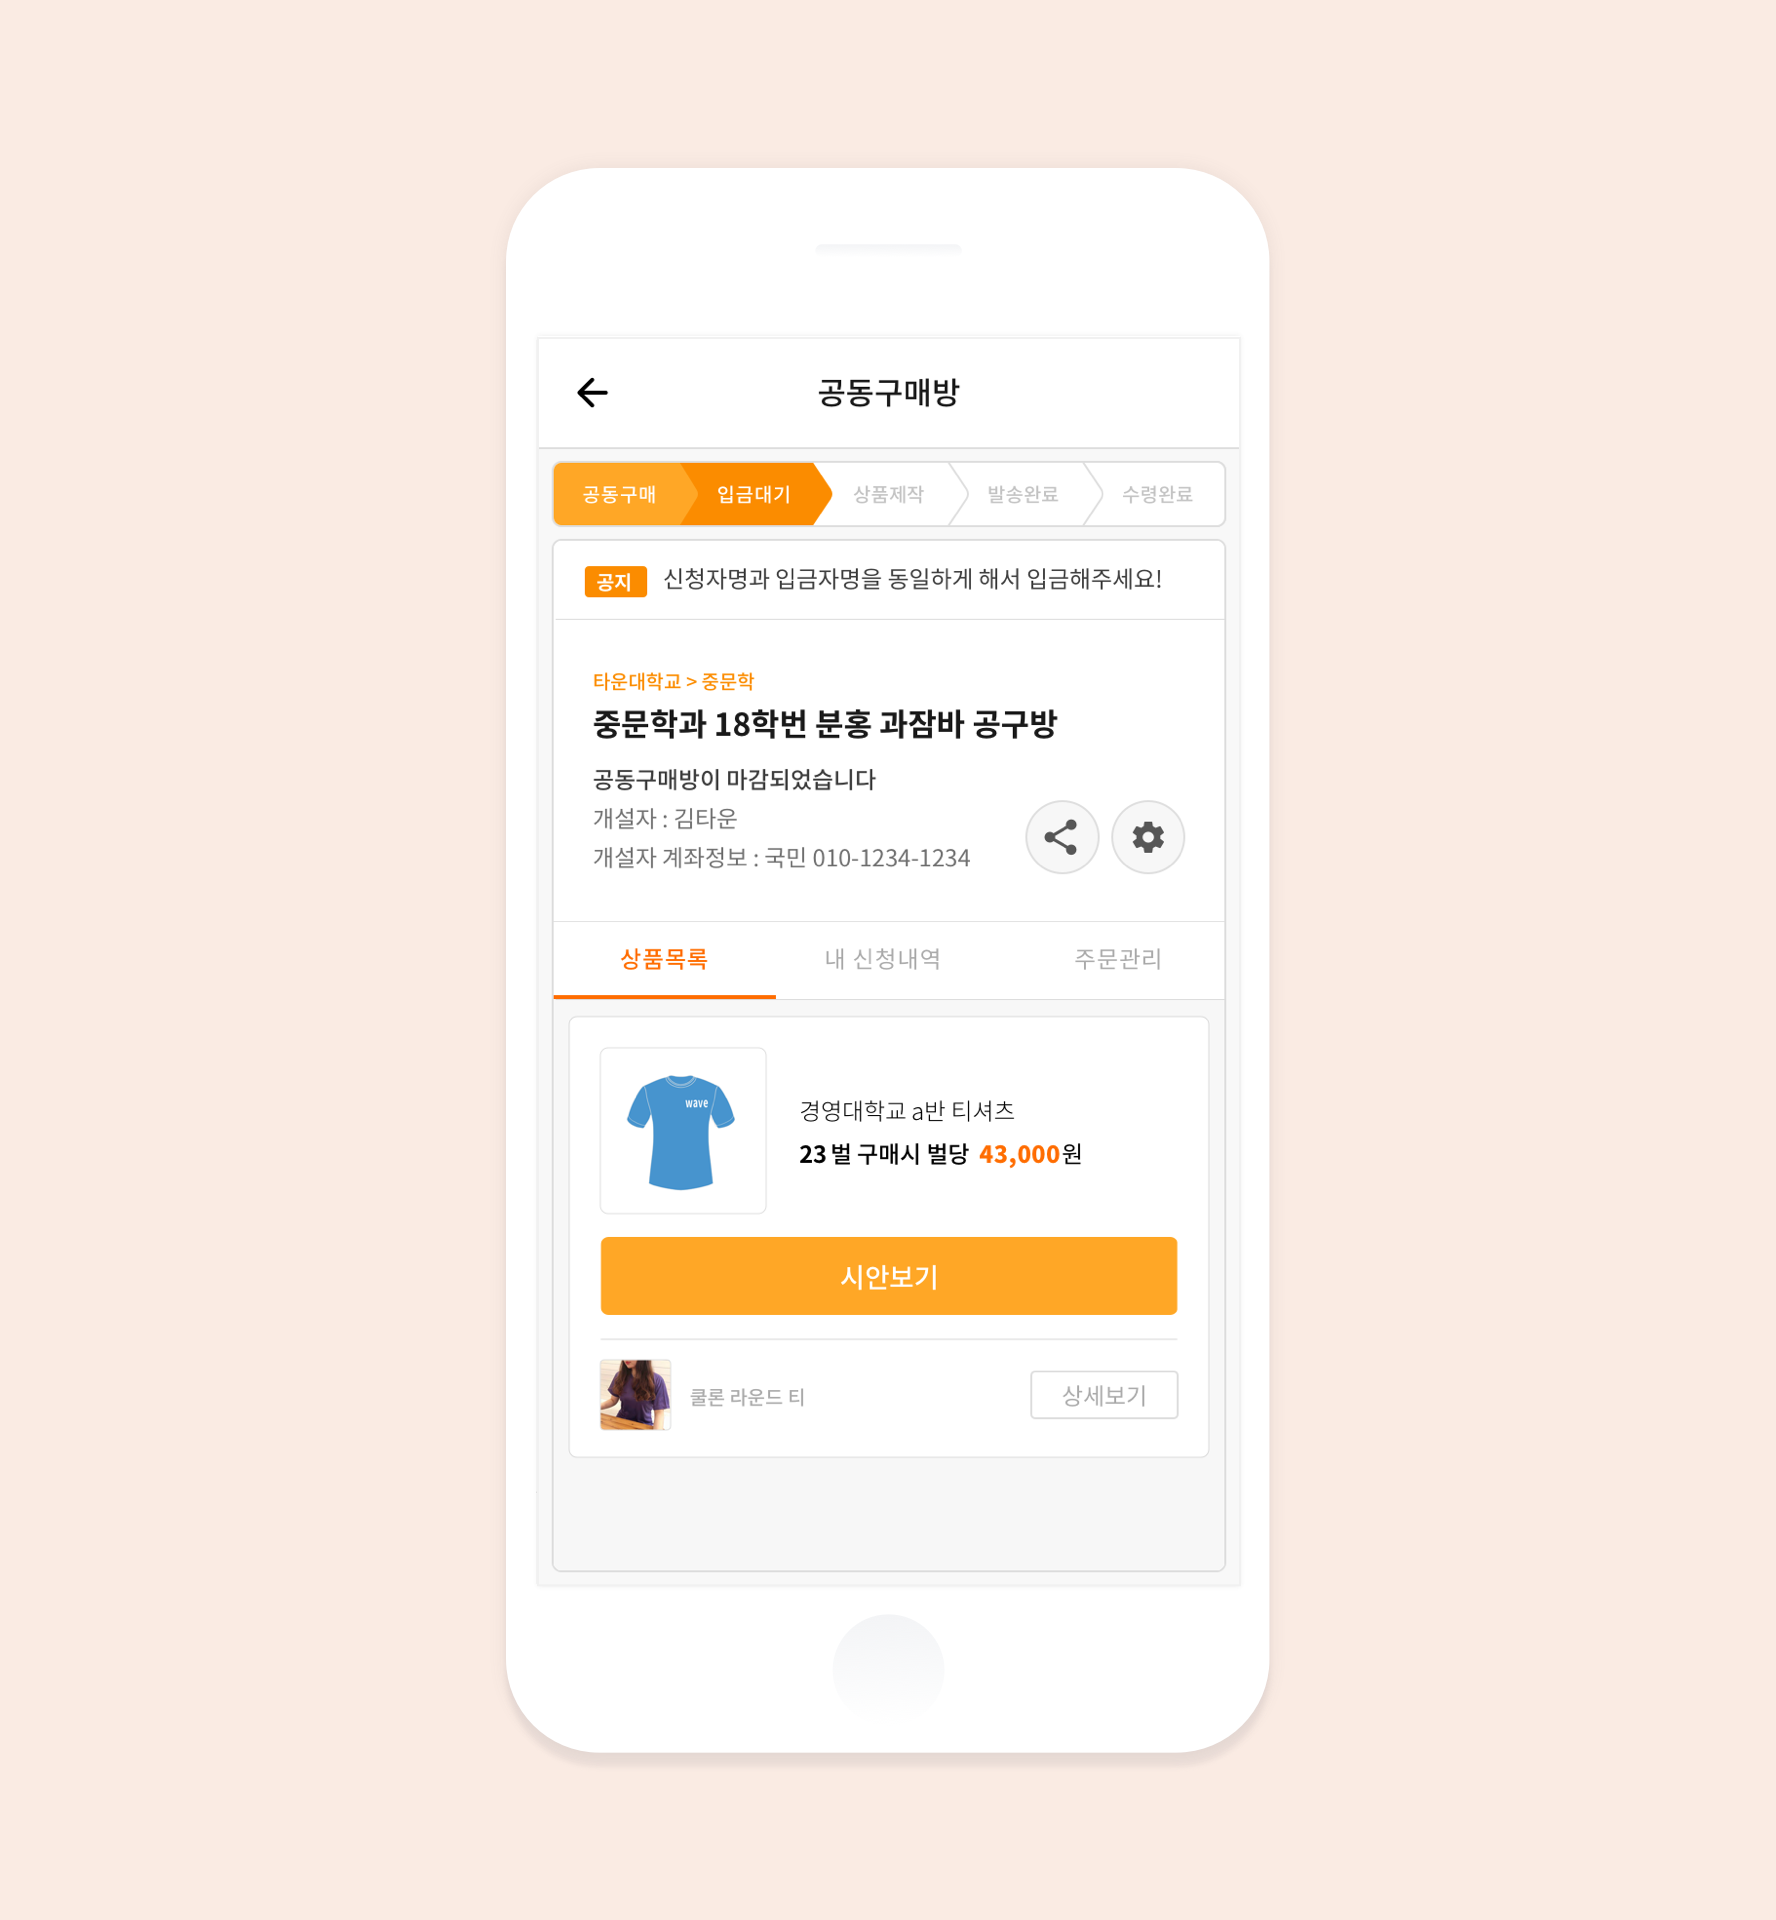 공동구매방
공동구매 입금대기 상품제작 발송완료 수령완료
공지 신청자명과 입금자명을 동일하게 해서 입금해주세요!
타운대학교 > 중문학
중문학과 18학번 분홍 과잠바 공구방
공동구매방이 마감되었습니다
개설자 : 김타운
개설자 계좌정보 : 국민 010-1234-1234
상품목록 내 신청내역 주문관리
wave
경영대학교 a반 티셔츠
23 벌 구매시 벌당 43,000원
시안보기
쿨론 라운드 티
상세보기